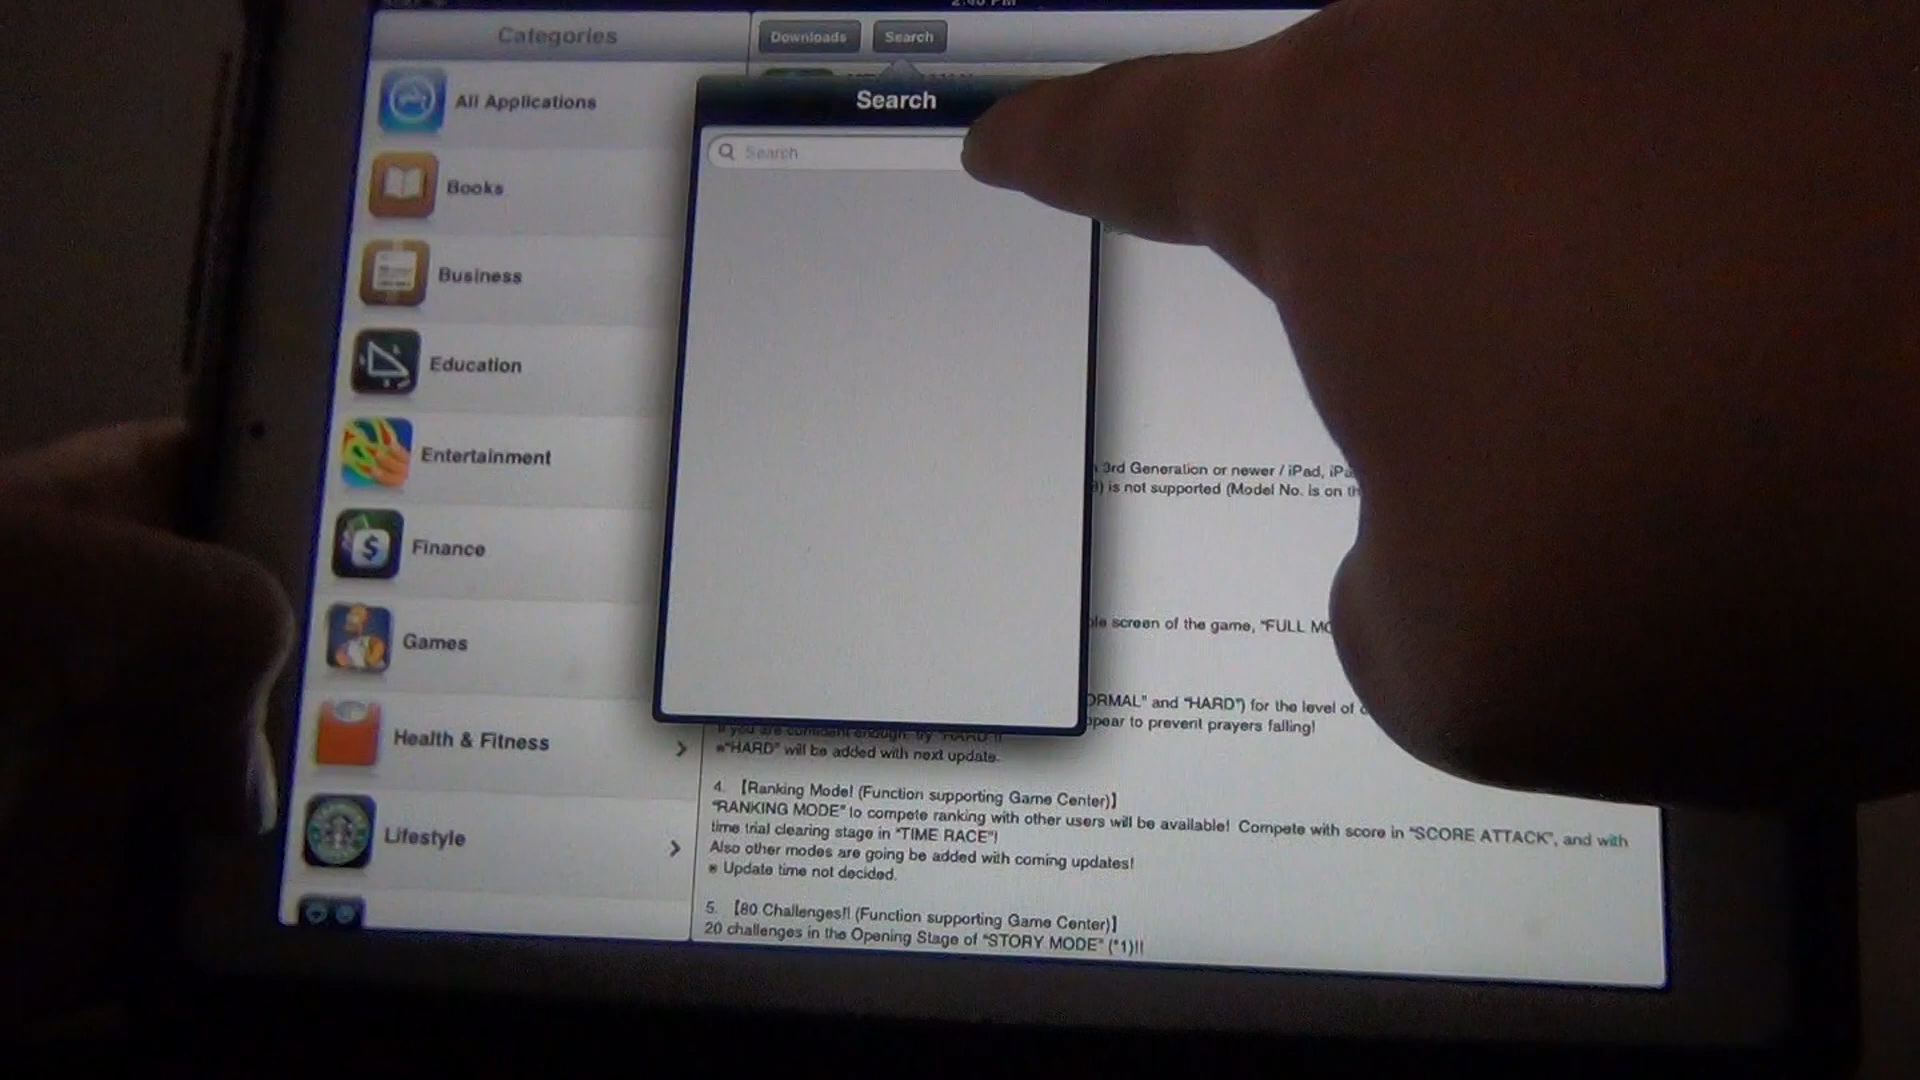 2:40 PM
Categories
Downloads
Search
All Applications
Books
Business
Education
Entertainment
Finance
Games
Health & Fitness
Lifestyle
Search
Search
3rd Generation or newer / iPad,
is not supported (Model No. is on
screen of the game, "FULL
and "HARD") for the level of
to prevent prayers falling!
If you are confident enough, try "HARD"!!
※"HARD" will be added with next update.
4. 【Ranking Mode! (Function supporting Game Center)】
"RANKING MODE" to compete ranking with other users will be available! Compete with score in "SCORE ATTACK", and with
time trial clearing stage in "TIME RACE"!
Also other modes are going be added with coming updates!
※ Update time not decided.
5. 【80 Challenges!! (Function supporting Game Center)】
20 challenges in the Opening Stage of "STORY MODE" (*1)!!